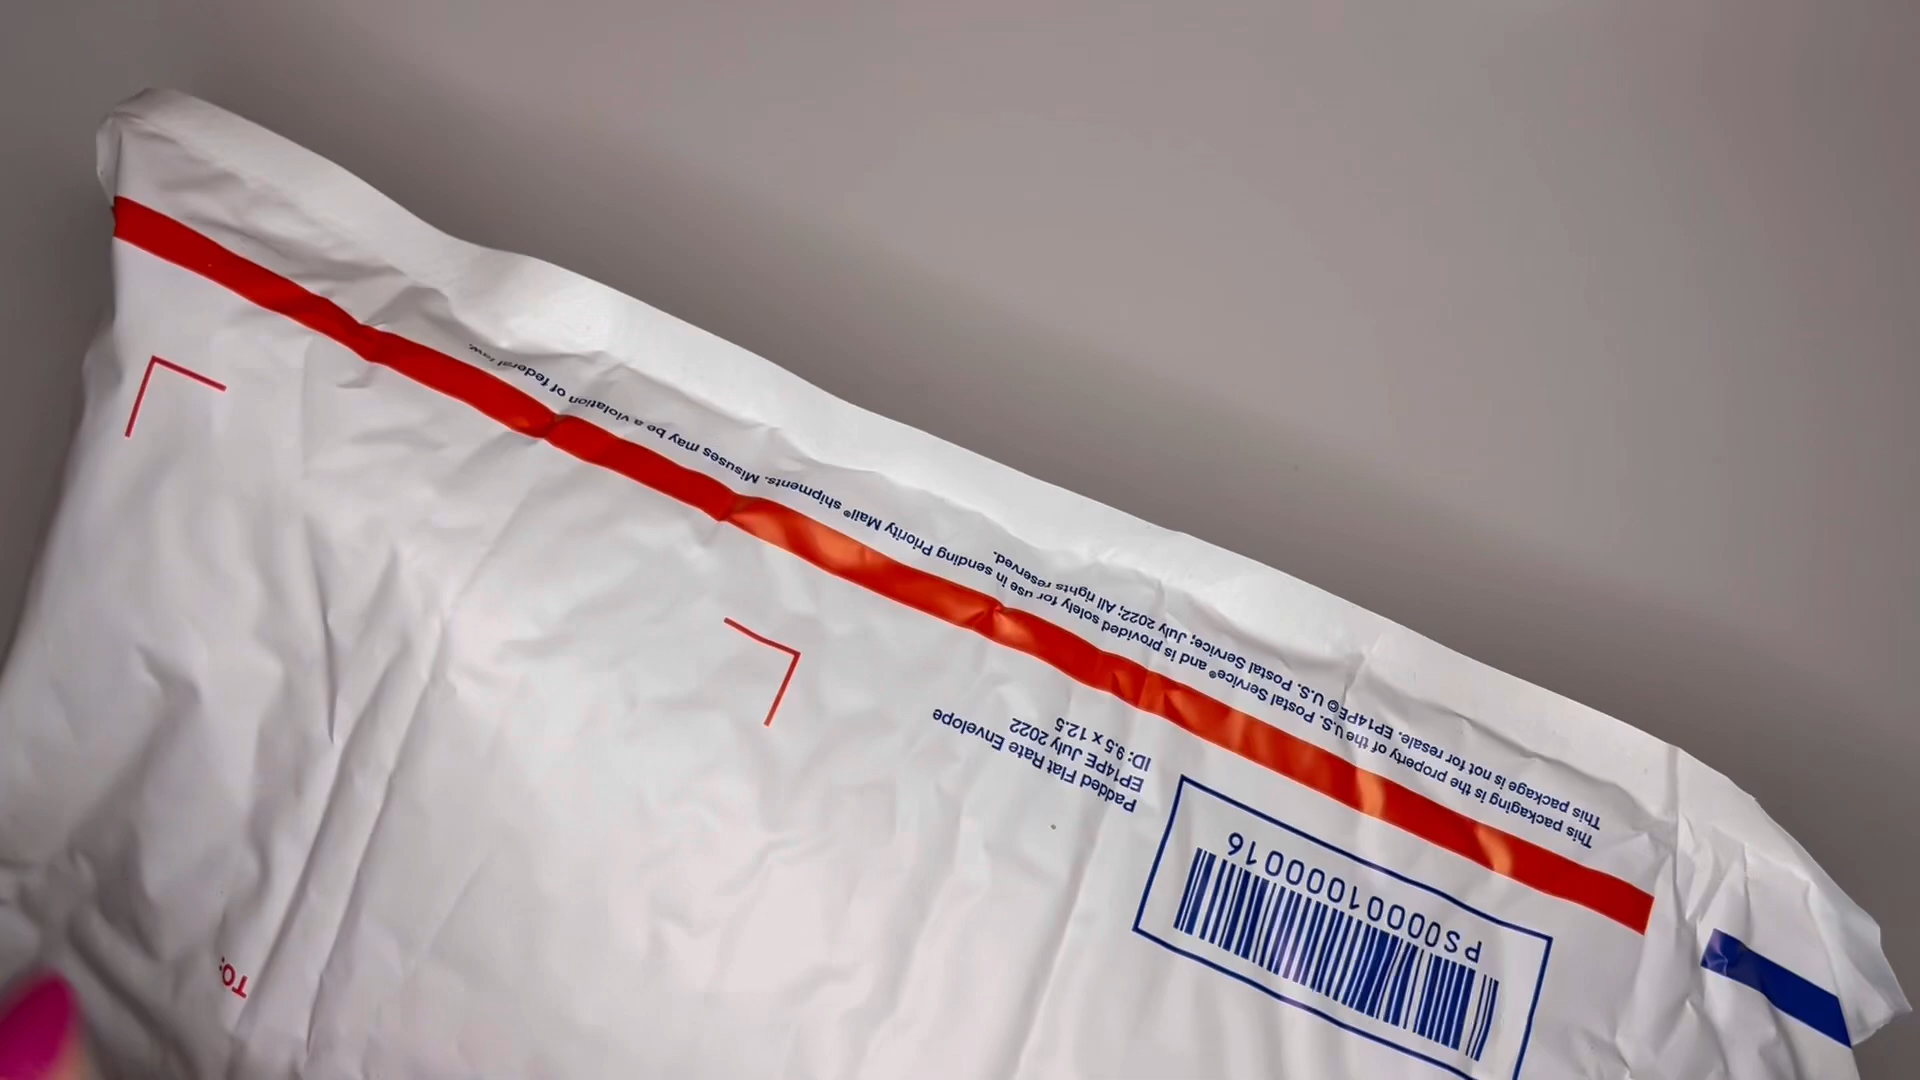 TO:
PS00001000016
Padded Flat Rate Envelope
EP14PE July 2022
ID: 9.5 x 12.5
This packaging is the property of the U.S. Postal Service® and is provided solely for use in sending Priority Mail® shipments. Misuses may be a violation of federal law.
This package is not for resale. EP14PE © U.S. Postal Service; July 2022; All rights reserved.